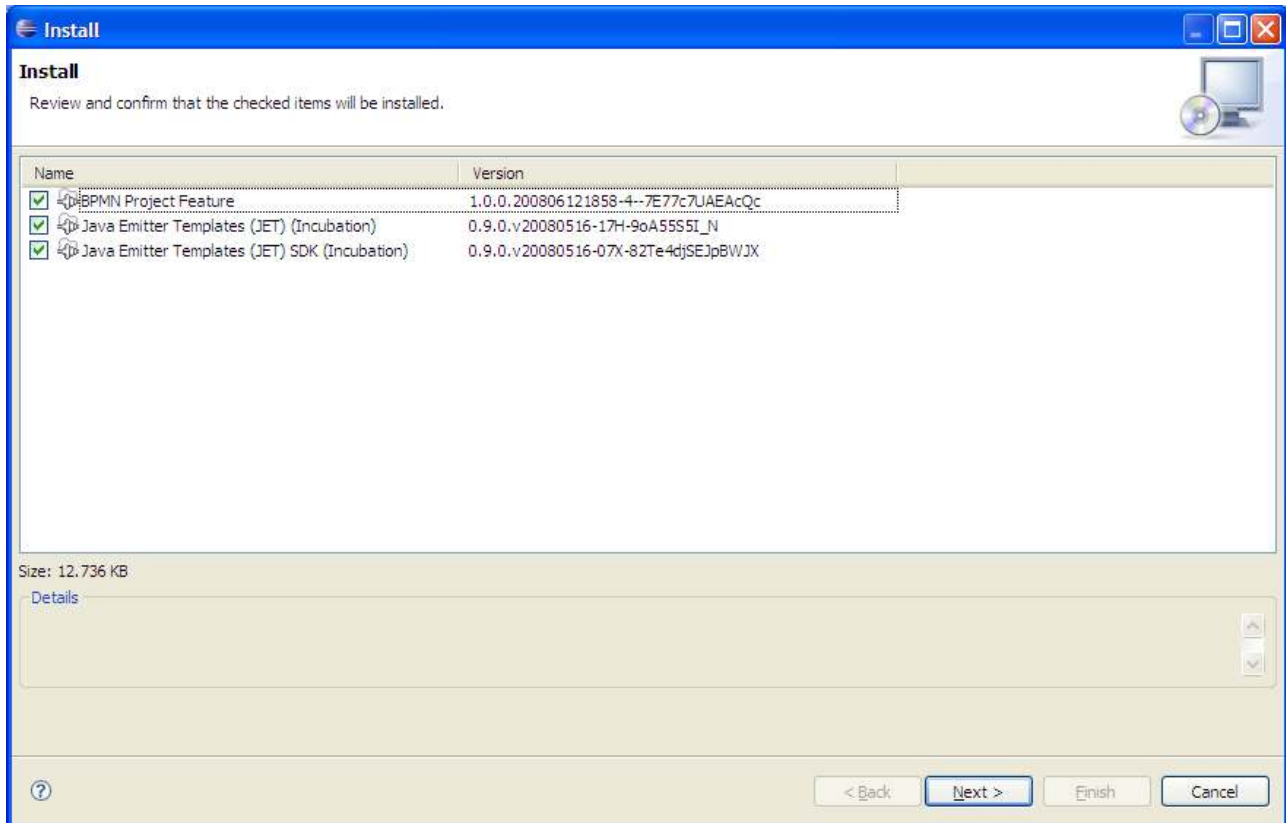 Install
Install
Review and confirm that the checked items will be installed.
Name Version
BPMN Project Feature 1.0.0.200806121858-4--7E77c7UAEAcQc
Java Emitter Templates (JET) (Incubation) 0.9.0.v20080516-17H-9oA55S5I_N
Java Emitter Templates (JET) SDK (Incubation) 0.9.0.v20080516-07X-82Te4djSEJpBWJX
Size: 12.736 KB
Details
? < Back Next > Finish Cancel